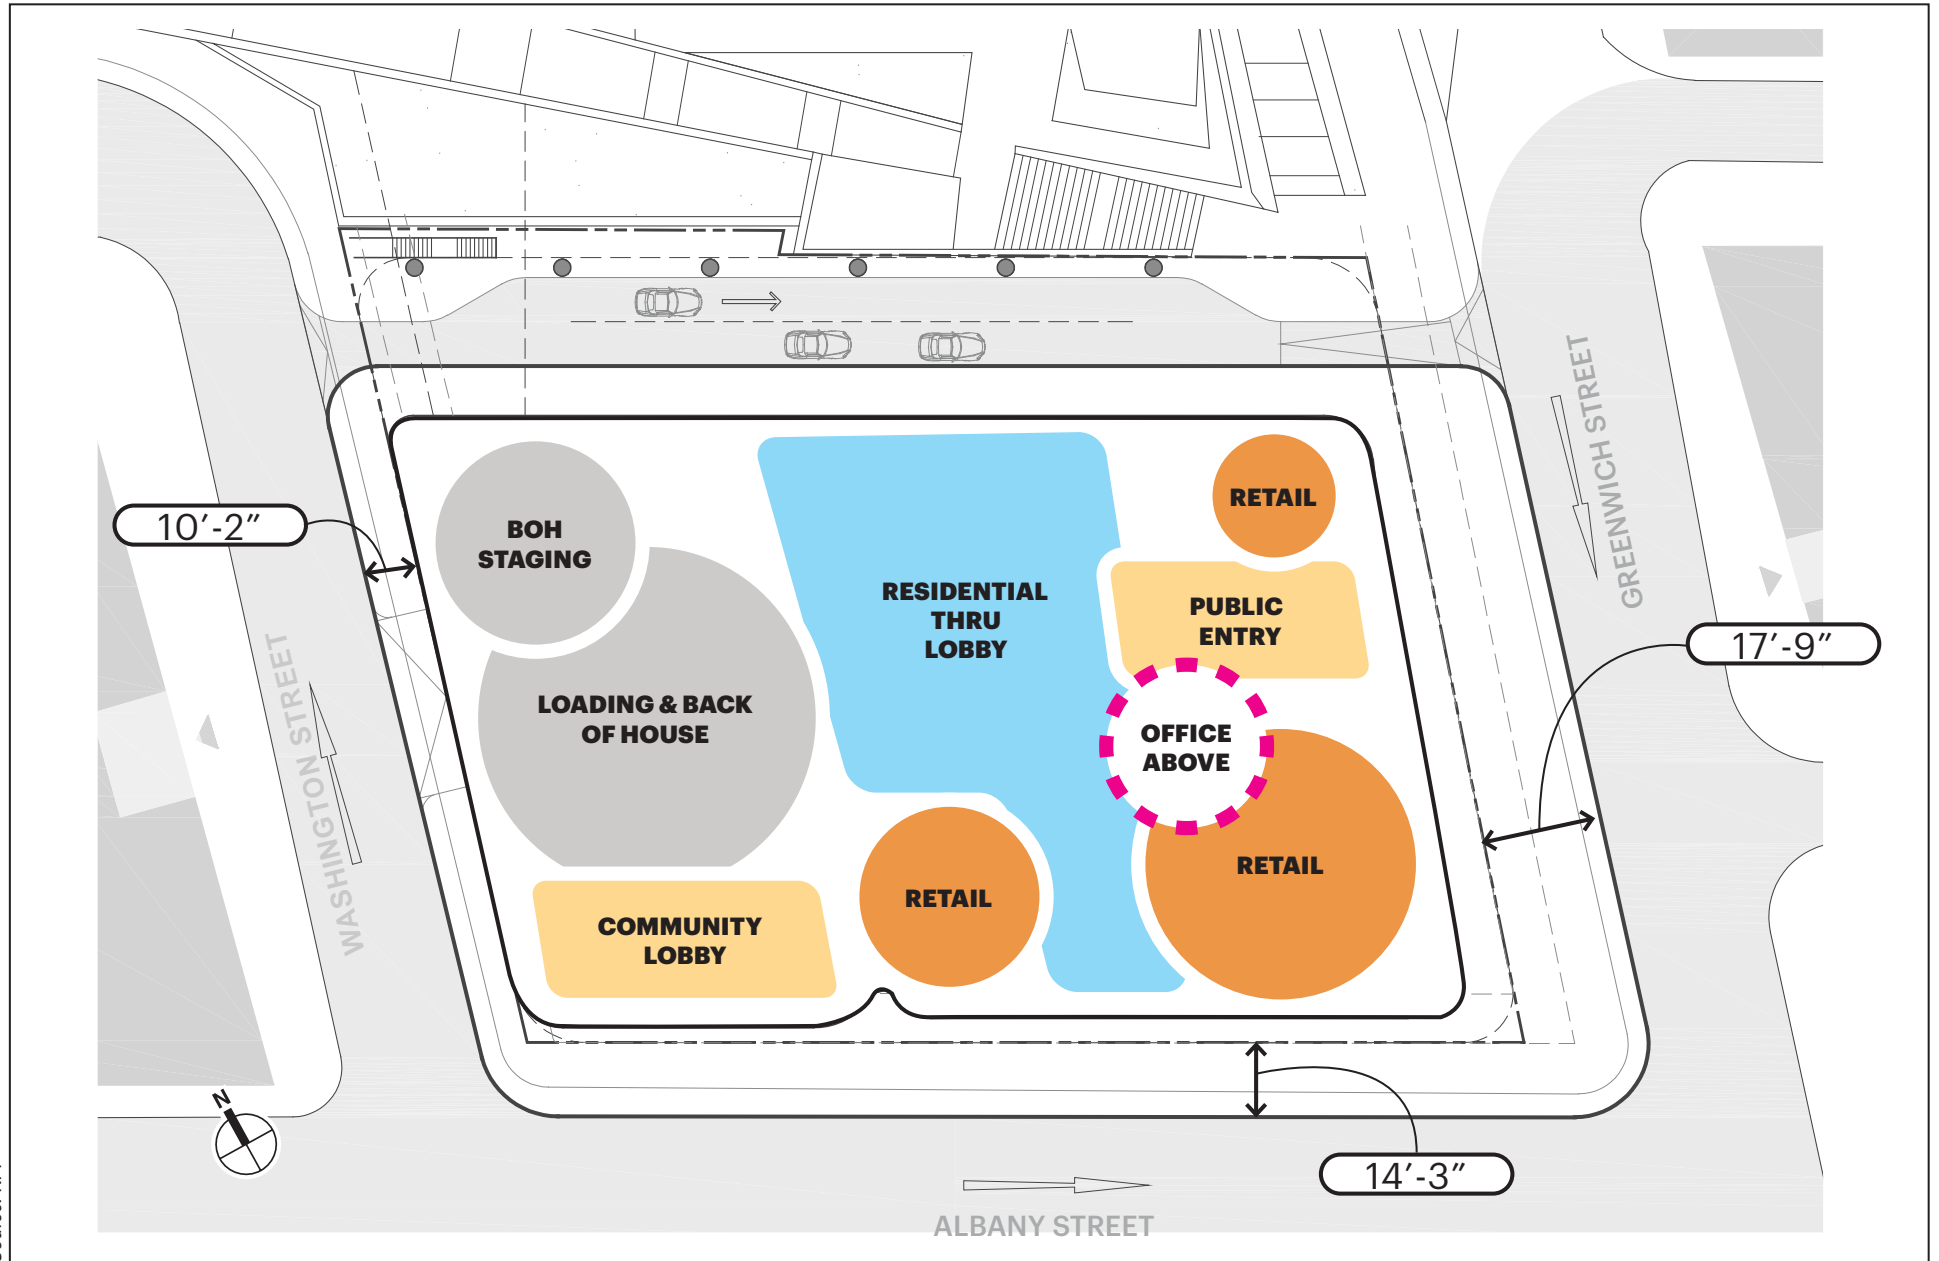 GREENWICH STREET
RETAIL
10′-2″
BOH
STAGING
RESIDENTIAL
THRU
LOBBY
PUBLIC
ENTRY
17′-9″
WASHINGTON STREET
LOADING & BACK
OF HOUSE
OFFICE
ABOVE
RETAIL
RETAIL
COMMUNITY
LOBBY
N
14′-3″
ALBANY STREET